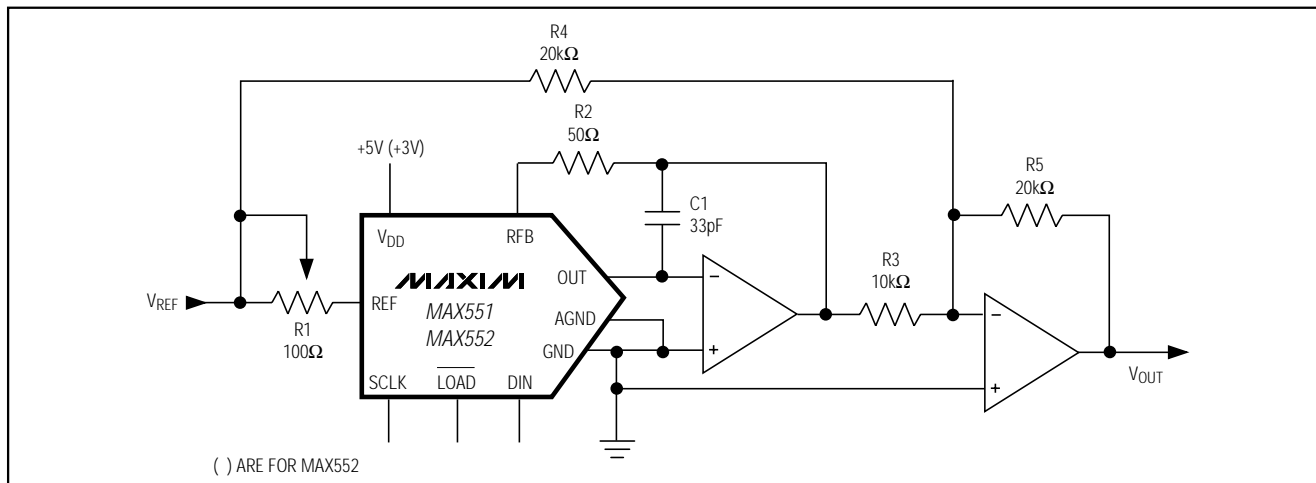 R4
20kΩ
R2
50Ω
+5V (+3V)
R5
20kΩ
C1
33pF
VDD
RFB
R3
10kΩ
OUT
−
MAXIM
VREF
REF
MAX551
AGND
−
R1
100Ω
MAX552
GND
+
VOUT
SCLK
LOAD
DIN
+
( ) ARE FOR MAX552